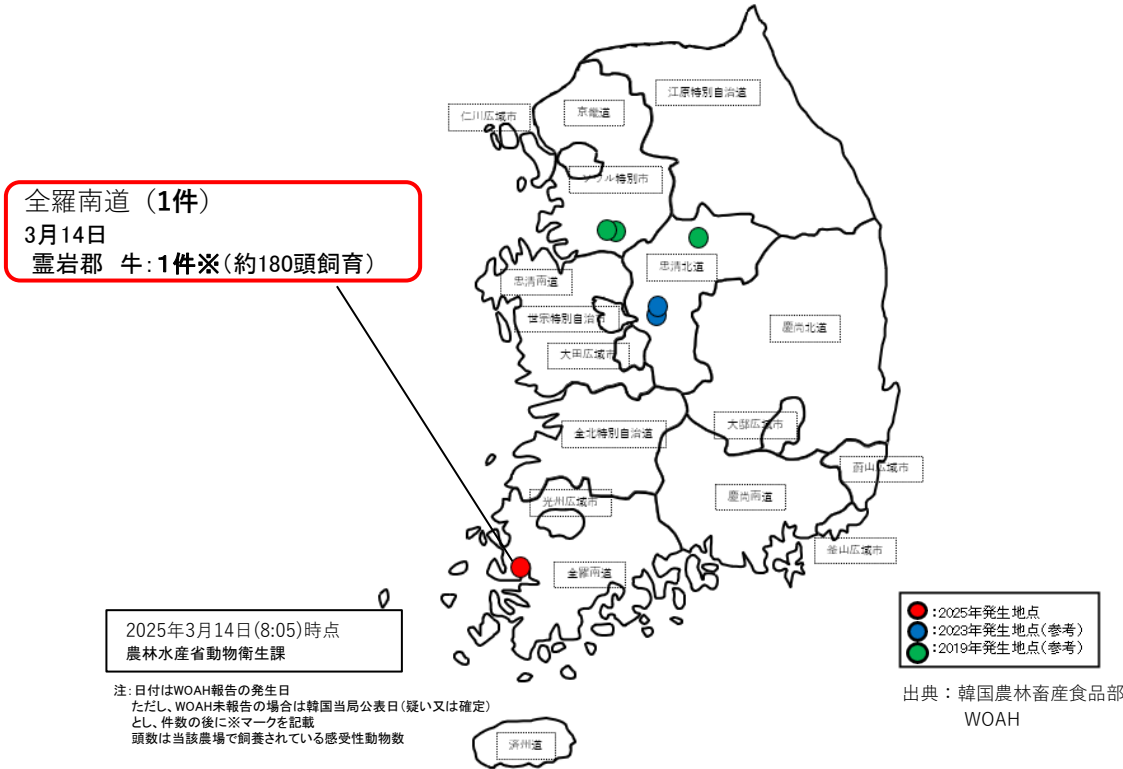 江原特別自治道
京畿道
仁川広域市
ソウル特別市
全羅南道（1件）
3月14日
霊岩郡　牛：1件※（約180頭飼育）
忠清北道
忠清南道
世宗特別自治市
慶尚北道
大田広域市
大邱広域市
全北特別自治道
蔚山広域市
慶尚南道
光州広域市
釜山広域市
全羅南道
2025年3月14日(8:05)時点
農林水産省動物衛生課
:2025年発生地点
:2023年発生地点(参考)
:2019年発生地点(参考)
注：日付はWOAH報告の発生日
ただし、WOAH未報告の場合は韓国当局公表日(疑い又は確定)
とし、件数の後に※マークを記載
頭数は当該農場で飼養されている感受性動物数
出典：韓国農林畜産食品部
WOAH
済州道